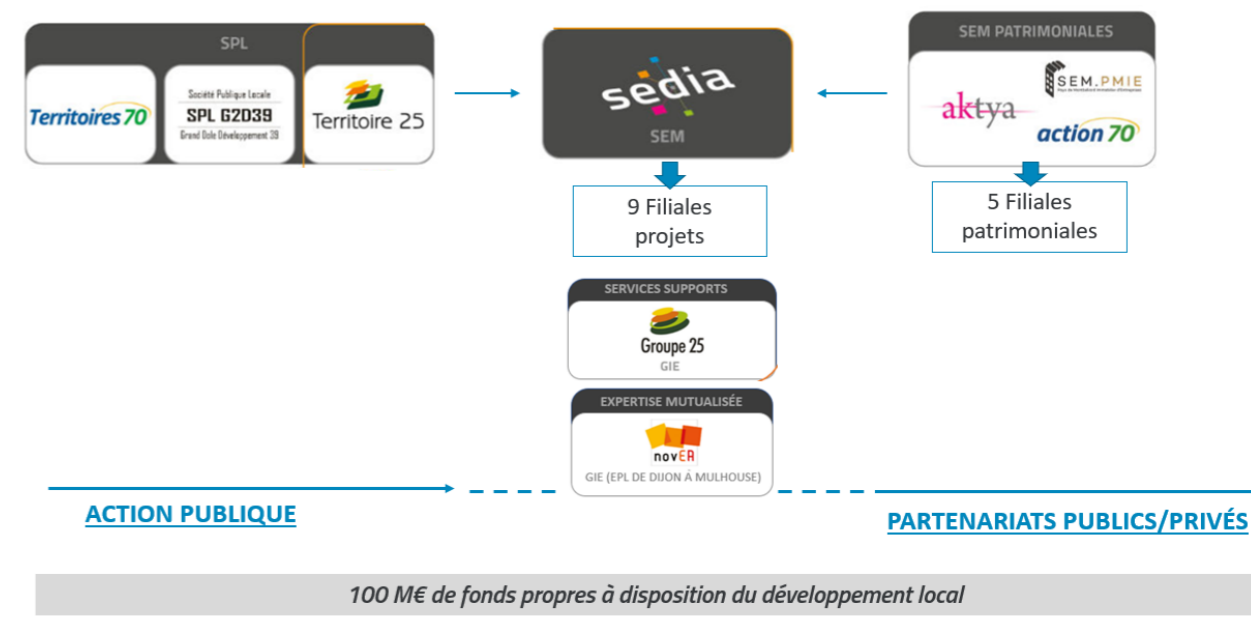 SPL
Territoires 70
Société Publique Locale
SPL G2D39
Grand Dole Développement 39
Territoire 25
sedia
SEM
SEM PATRIMONIALES
aktya
SEM.PMIE
action 70
9 Filiales
projets
5 Filiales
patrimoniales
SERVICES SUPPORTS
Groupe 25
GIE
EXPERTISE MUTUALISÉE
novER
GIE (EPL DE DIJON À MULHOUSE)
ACTION PUBLIQUE
PARTENARIATS PUBLICS/PRIVÉS
100 M€ de fonds propres à disposition du développement local